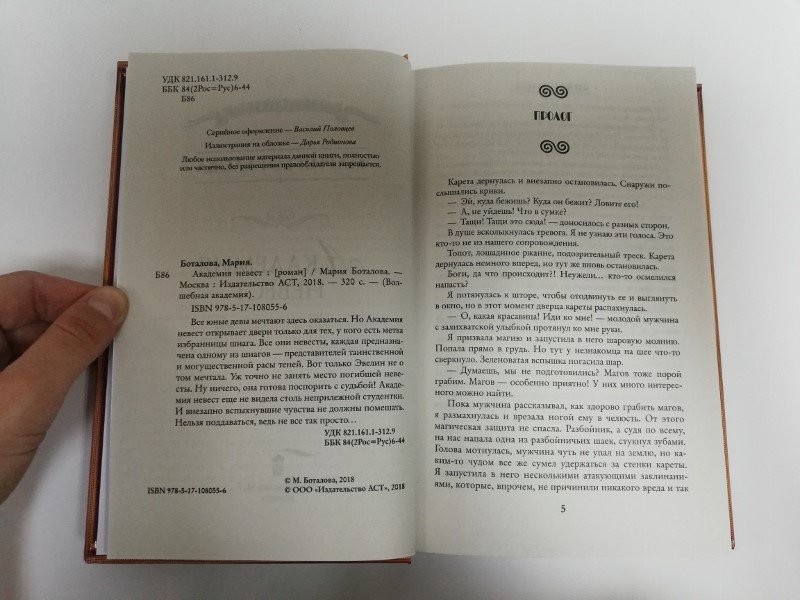 УДК 821.161.1-312.9
ББК 84(2Рос=Рус)6-44
Б86
Серийное оформление — Василий Половцев
Иллюстрация на обложке — Дарья Родионова
Любое использование материала данной книги, полностью
или частично, без разрешения правообладателя запрещается.
Боталова, Мария.
Б86 Академия невест : [роман] / Мария Боталова. —
Москва : Издательство АСТ, 2018. — 320 с. — (Вол-
шебная академия).
ISBN 978-5-17-108055-6
Все юные девы мечтают здесь оказаться. Но Академия
невест открывает двери только для тех, у кого есть метка
избранницы шнага. Все они невесты, каждая предназна-
чена одному из шнагов — представителей таинственной
и могущественной расы теней. Вот только Эвелин не о
том мечтала. Уж точно не занять место погибшей невес-
ты. Ну ничего, она готова поспорить с судьбой! Акаде-
мия невест еще не видела столь неприлежной студентки.
И внезапно вспыхнувшие чувства не должны помешать.
Нельзя поддаваться, ведь не все так просто…
УДК 821.161.1-312.9
ББК 84(2Рос=Рус)6-44
ISBN 978-5-17-108055-6
© М. Боталова, 2018
© ООО «Издательство АСТ», 2018
ПРОЛОГ
Карета дернулась и внезапно остановилась. Снаружи по-
слышались крики.
— Эй, куда бежишь? Куда он бежит? Ловите его!
— А, не уйдешь! Что в сумке?
— Тащи! Тащи это сюда! — доносилось с разных сторон.
В душе всколыхнулась тревога. Я не узнаю эти голоса. Это
кто-то не из нашего сопровождения.
Топот, лошадиное ржание, подозрительный треск. Карета
дернулась немного вперед, но тут же вновь остановилась.
Боги, да что происходит?! Неужели… кто-то осмелился
напасть?
Я потянулась к шторе, чтобы отодвинуть ее и выглянуть
в окно, но в этот момент дверца кареты распахнулась.
— О, какая красавица! Иди ко мне! — молодой мужчина
с залихватской улыбкой протянул ко мне руки.
Я призвала магию и запустила в него шаровую молнию.
Попала прямо в грудь. Но тут у незнакомца на шее что-то
сверкнуло. Зеленоватая вспышка погасила шар.
— Думаешь, мы не подготовились? Магов тоже порой
грабим. Магов — особенно приятно! У них много интерес-
ного можно найти.
Пока мужчина рассказывал, как здорово грабить магов,
я размахнулась и врезала ногой ему в челюсть. От этого
магическая защита не спасла. Разбойник, а судя по всему,
на нас напала одна из разбойничьих шаек, стукнул зубами.
Голова мотнулась, мужчина чуть не упал на землю, но ка-
ким-то чудом все же сумел удержаться за стенки кареты.
Я запустила в него несколькими атакующими заклинани-
ями, которые, впрочем, не причинили никакого вреда и так
5